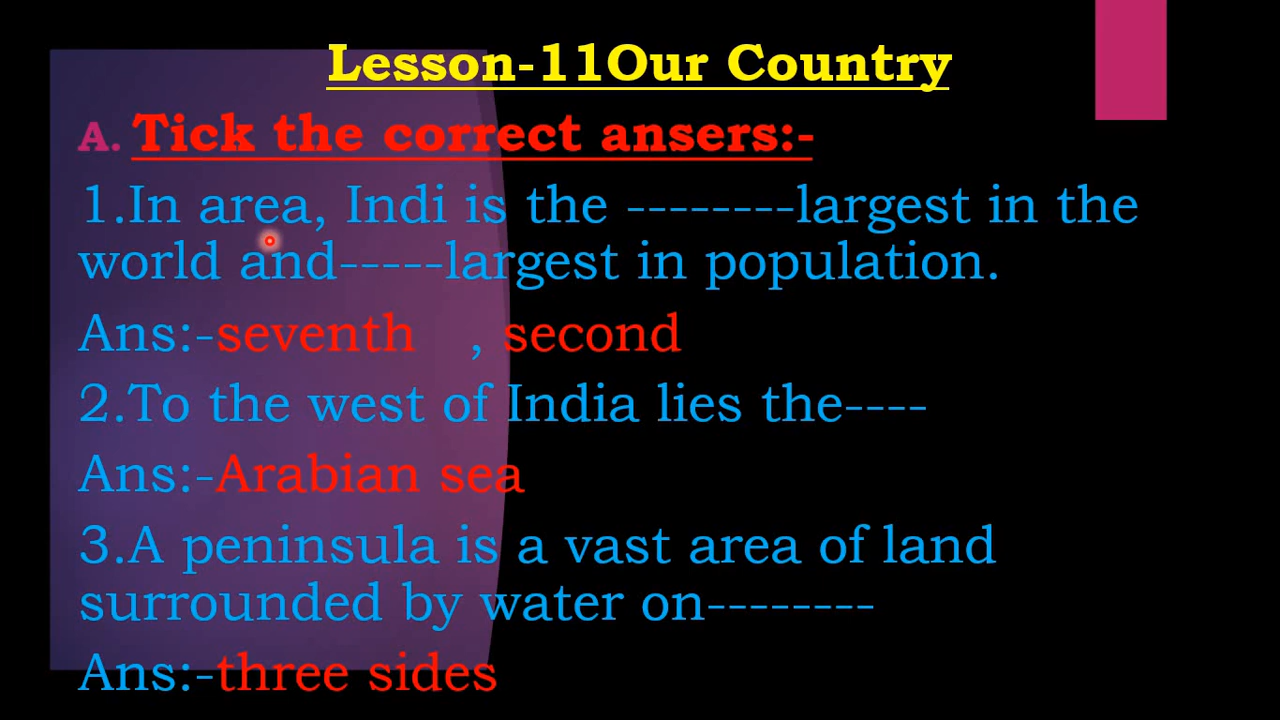 Lesson-11Our Country
A. Tick the correct ansers:-
1.In area, Indi is the --------largest in the
world and-----largest in population.
Ans:-seventh , second
2.To the west of India lies the----
Ans:-Arabian sea
3.A peninsula is a vast area of land
surrounded by water on--------
Ans:-three sides